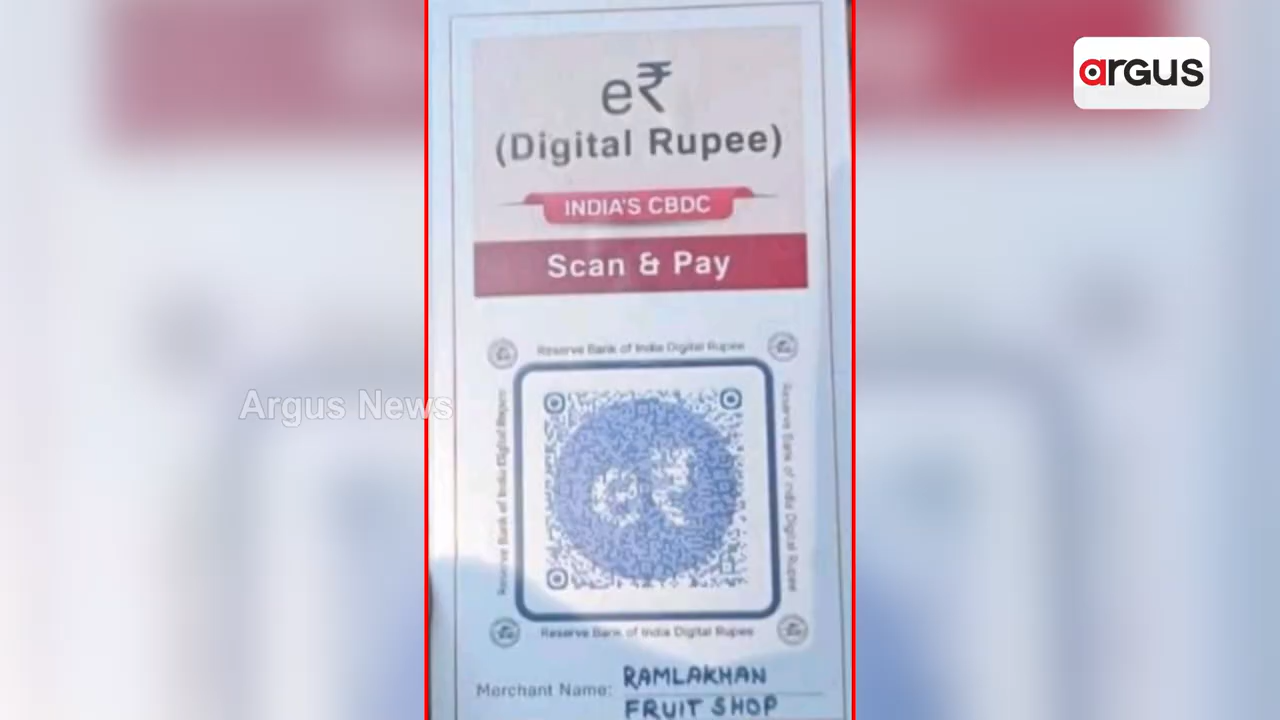 argus
e₹
(Digital Rupee)
INDIA'S CBDC
Scan & Pay
Reserve Bank of India Digital Rupee
Reserve Bank of India Digital Rupee
Reserve Bank of India Digital Rupee
Argus News
Reserve Bank of India Digital Rupee
Merchant Name: RAMLAKHAN
FRUIT SHOP